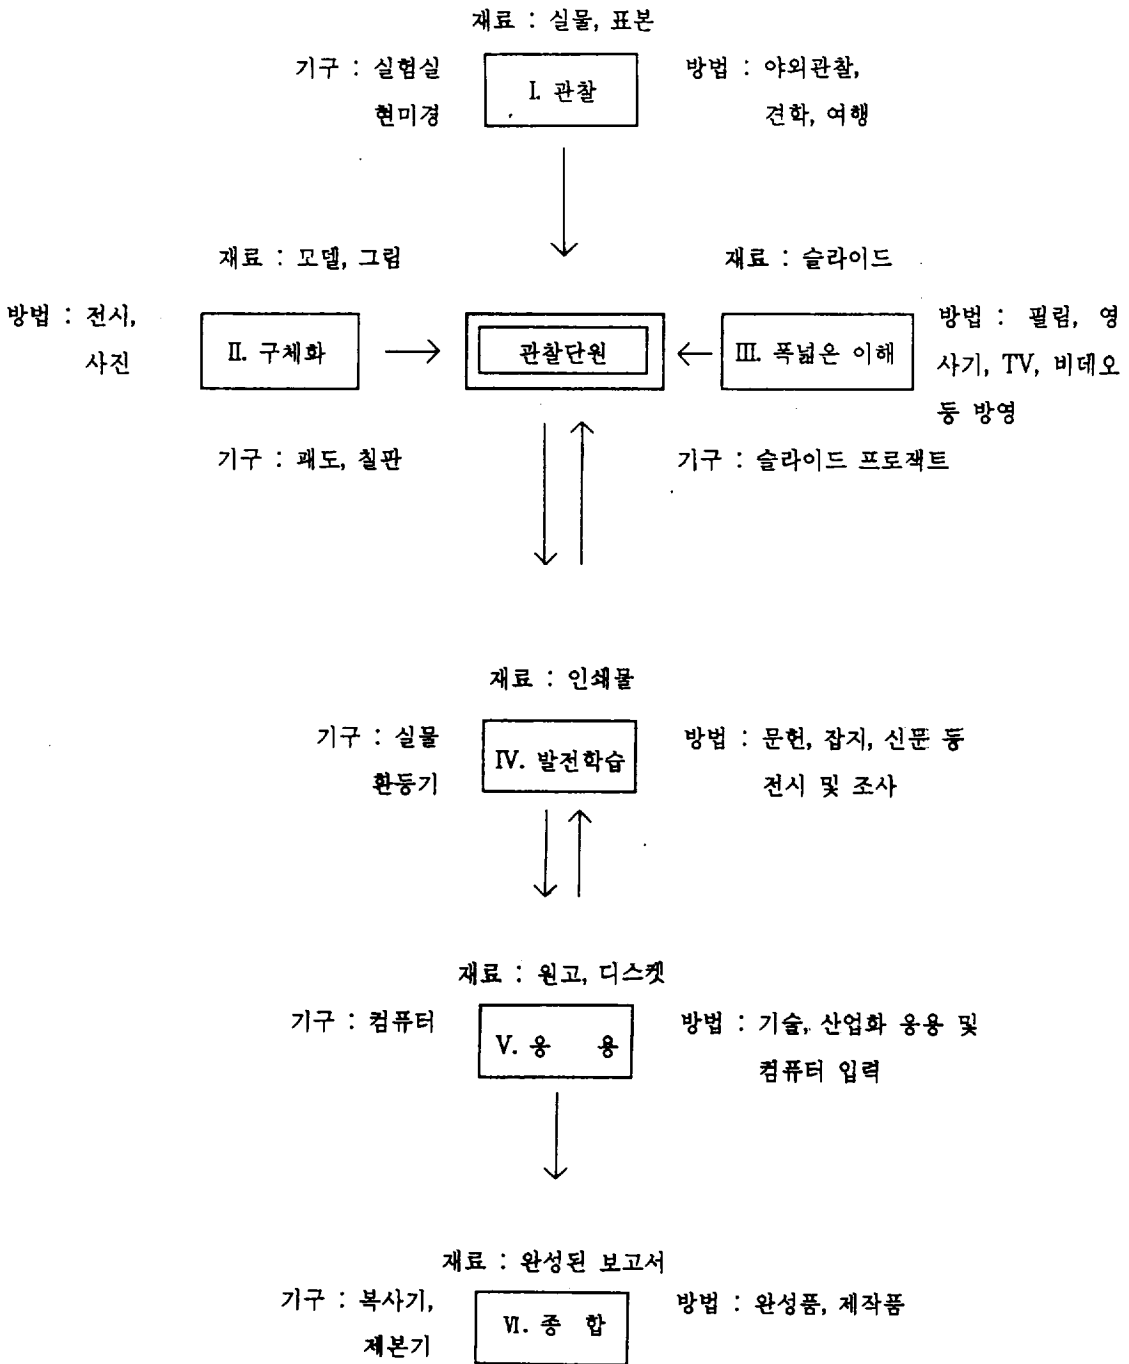 재료 : 실물, 표본
기구 : 실험실
현미경
I. 관찰
방법 : 야외관찰,
견학, 여행
재료 : 모델, 그림
재료 : 슬라이드
방법 : 전시,
사진
II. 구체화
관찰단원
III. 폭넓은 이해
방법 : 필림, 영
사기, TV, 비데오
등 방영
기구 : 괘도, 칠판
기구 : 슬라이드 프로잭트
재료 : 인쇄물
기구 : 실물
환등기
IV. 발전학습
방법 : 문헌, 잡지, 신문 등
전시 및 조사
재료 : 원고, 디스켓
기구 : 컴퓨터
V. 응 용
방법 : 기술, 산업화 응용 및
컴퓨터 입력
재료 : 완성된 보고서
기구 : 복사기,
제본기
VI. 종 합
방법 : 완성품, 제작품